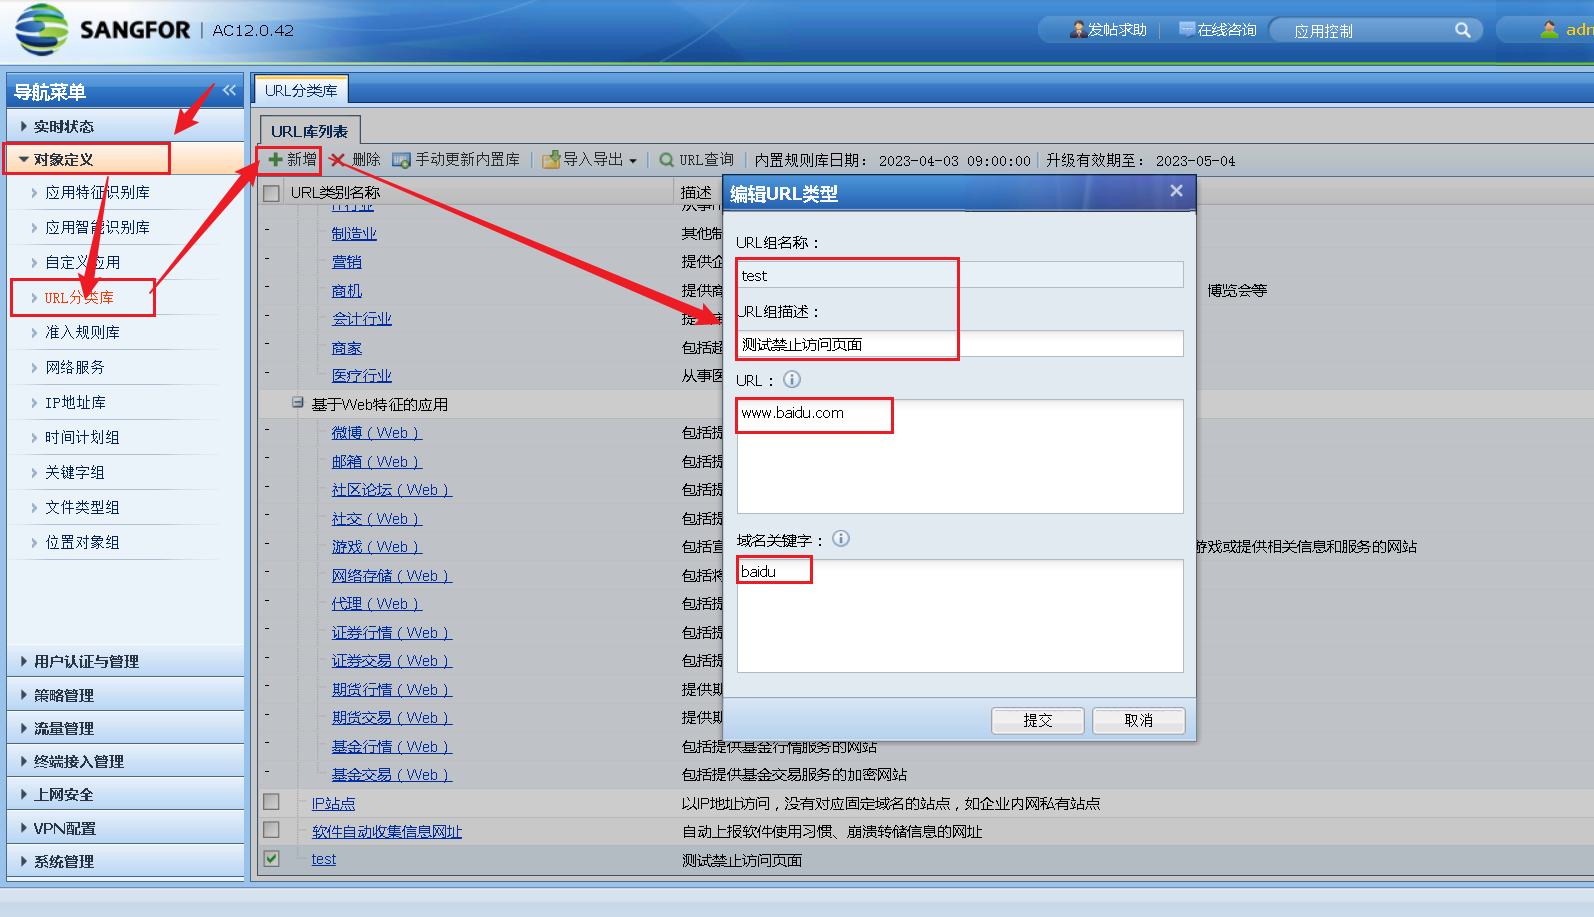 SANGFOR | AC12.0.42
发帖求助
在线咨询
应用控制
导航菜单
实时状态
对象定义
应用特征识别库
应用智能识别库
自定义应用
URL分类库
准入规则库
网络服务
IP地址库
时间计划组
关键字组
文件类型组
位置对象组
用户认证与管理
策略管理
流量管理
终端接入管理
上网安全
VPN配置
系统管理
URL分类库
URL库列表
新增 删除 手动更新内置库 导入导出 URL查询 内置规则库日期： 2023-04-03 09:00:00 升级有效期至： 2023-05-04
URL类别名称 描述
制造业 其他制
营销 提供企
商机 提供商 博览会等
会计行业
商家 包括超
医疗行业 从事医
基于Web特征的应用
微博（Web） 包括提
邮箱（Web） 包括提
社区论坛（Web） 包括提
社交（Web） 包括提
游戏（Web） 包括宣 游戏或提供相关信息和服务的网站
网络存储（Web） 包括将
代理（Web） 包括提
证券行情（Web） 包括提
证券交易（Web） 包括提
期货行情（Web） 提供期
期货交易（Web） 提供期
基金行情（Web） 包括提供基金行情服务的网站
基金交易（Web） 包括提供基金交易服务的加密网站
IP站点 以IP地址访问，没有对应固定域名的站点，如企业内网私有站点
软件自动收集信息网址 自动上报软件使用习惯、崩溃转储信息的网址
test 测试禁止访问页面
编辑URL类型
URL组名称：
test
URL组描述：
测试禁止访问页面
URL：
www.baidu.com
域名关键字：
baidu
提交 取消